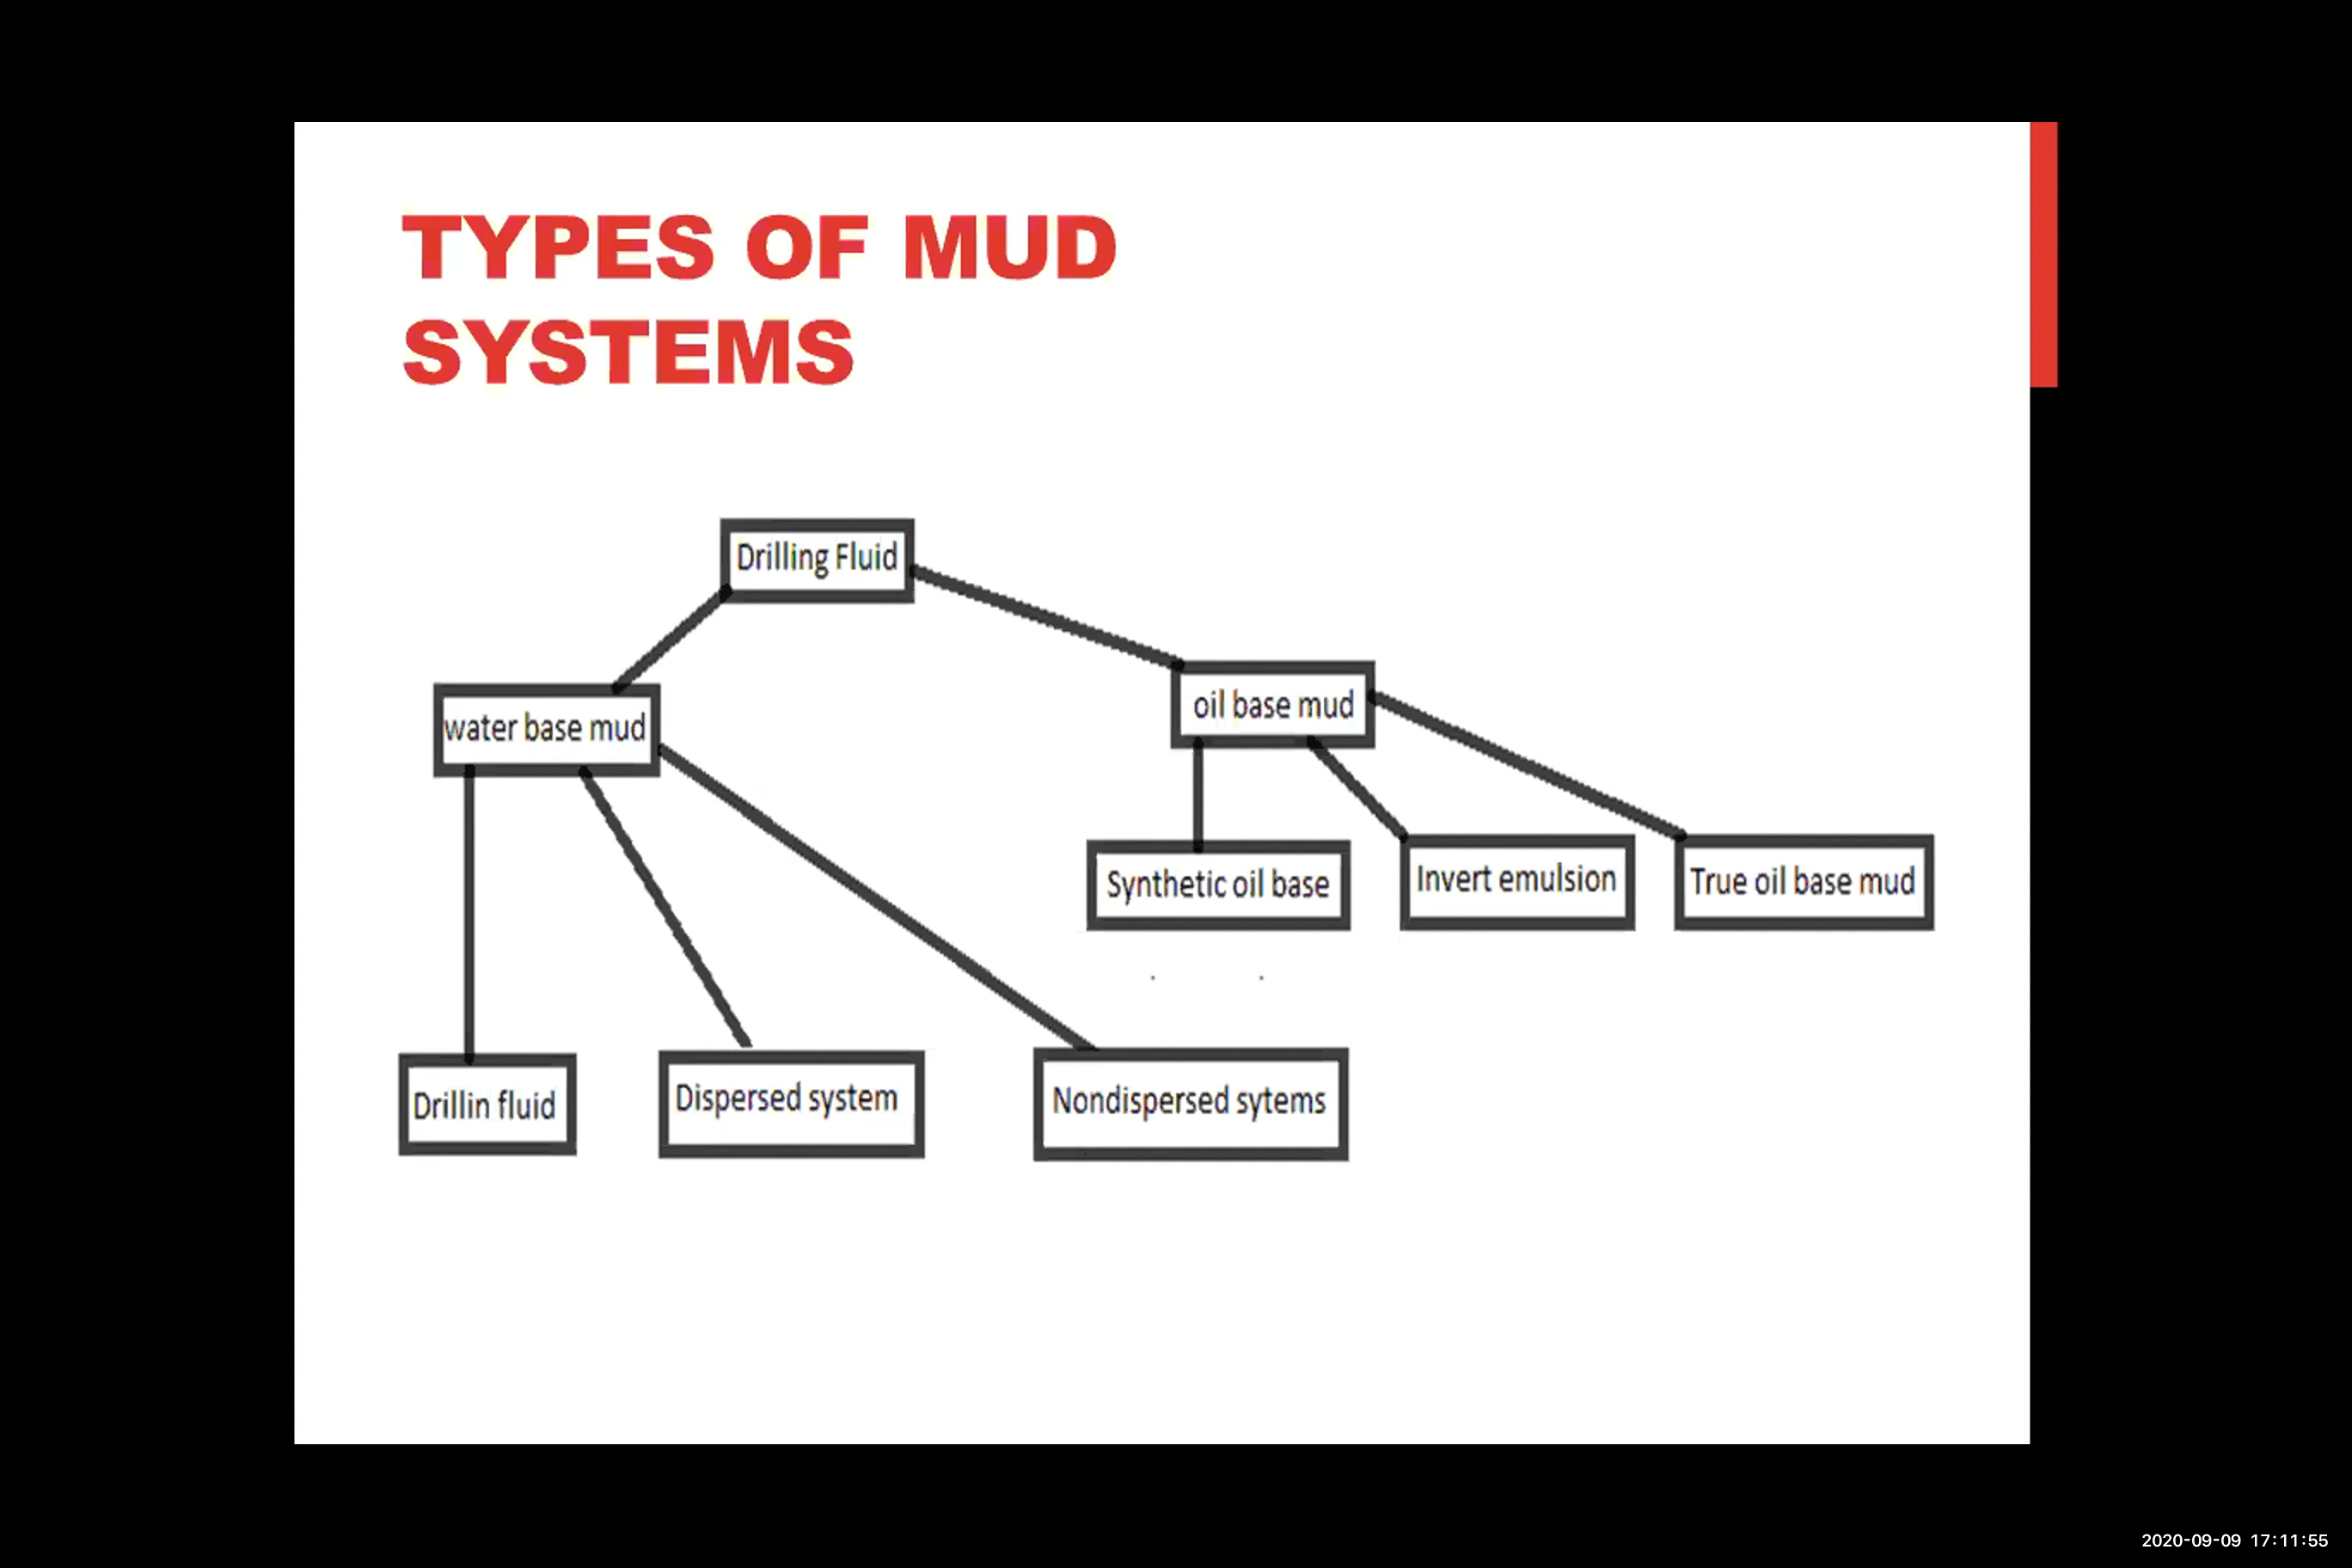 TYPES OF MUD
SYSTEMS
Drilling Fluid
water base mud
oil base mud
Synthetic oil base
Invert emulsion
True oil base mud
Drillin fluid
Dispersed system
Nondispersed sytems
2020-09-09 17:11:55